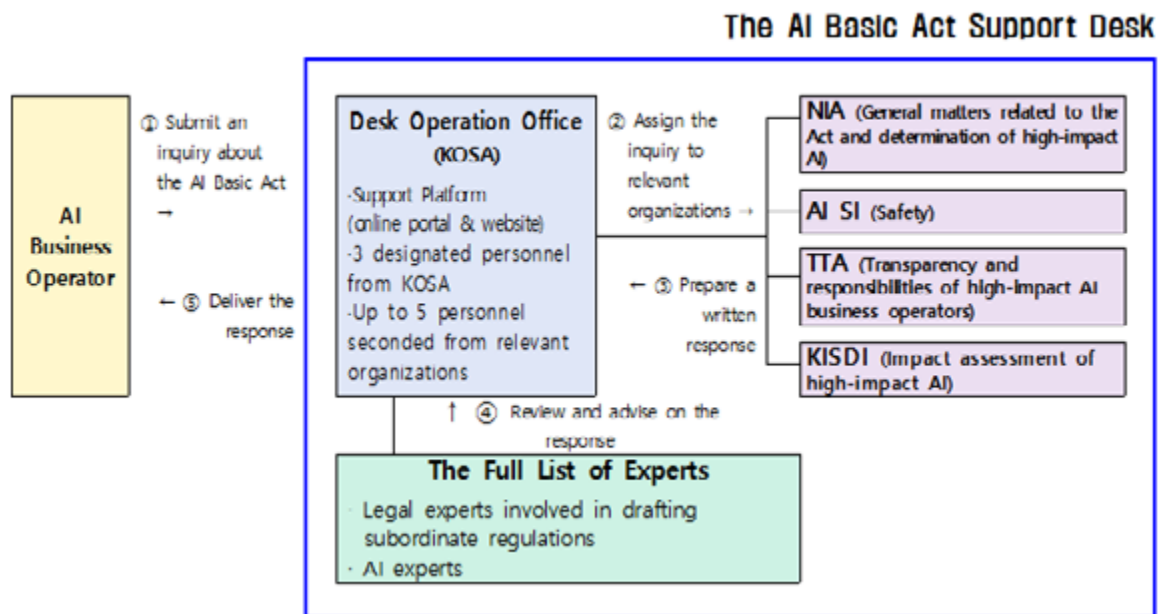 The AI Basic Act Support Desk
AI
Business
Operator
① Submit an
inquiry about
the AI Basic Act
→
← ⑤ Deliver the
response
Desk Operation Office
(KOSA)
·Support Platform
(online portal & website)
·3 designated personnel
from KOSA
·Up to 5 personnel
seconded from relevant
organizations
② Assign the
inquiry to
relevant
organizations →
← ③ Prepare a
written
response
NIA (General matters related to the
Act and determination of high-impact
AI)
AI SI (Safety)
TTA (Transparency and
responsibilities of high-impact AI
business operators)
KISDI (Impact assessment of
high-impact AI)
↑ ④ Review and advise on the
response
The Full List of Experts
· Legal experts involved in drafting
subordinate regulations
· AI experts